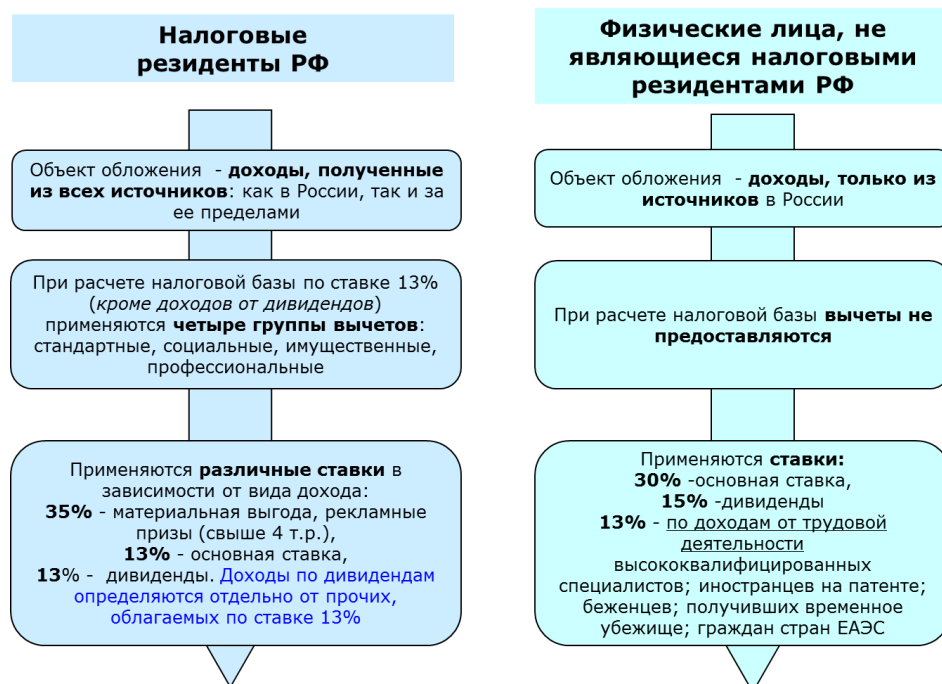 Налоговые
резиденты РФ
Объект обложения - доходы, полученные
из всех источников: как в России, так и за
ее пределами
При расчете налоговой базы по ставке 13%
(кроме доходов от дивидендов)
применяются четыре группы вычетов:
стандартные, социальные, имущественные,
профессиональные
Применяются различные ставки в
зависимости от вида дохода:
35% - материальная выгода, рекламные
призы (свыше 4 т.р.),
13% - основная ставка,
13% - дивиденды. Доходы по дивидендам
определяются отдельно от прочих,
облагаемых по ставке 13%
Физические лица, не
являющиеся налоговыми
резидентами РФ
Объект обложения - доходы, только из
источников в России
При расчете налоговой базы вычеты не
предоставляются
Применяются ставки:
30% -основная ставка,
15% -дивиденды
13% - по доходам от трудовой
деятельности
высококвалифицированных
специалистов; иностранцев на патенте;
беженцев; получивших временное
убежище; граждан стран ЕАЭС